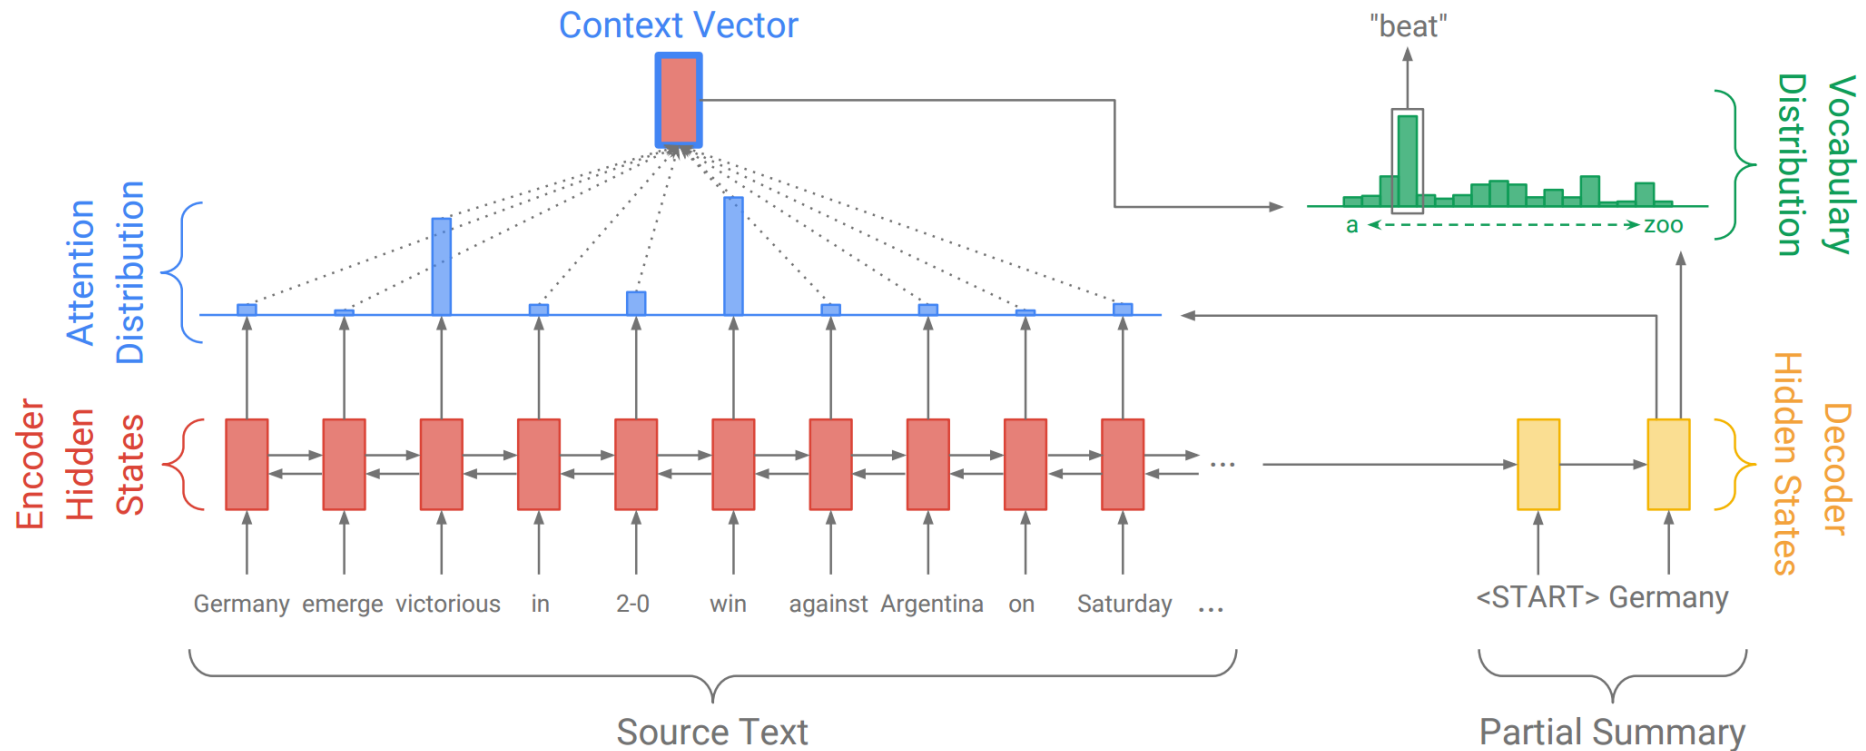 Context Vector
"beat"
Vocabulary
Distribution
a
zoo
Attention
Distribution
Encoder
Hidden
States
...
Decoder
Hidden States
Germany emerge victorious in 2-0 win against Argentina on Saturday ...
<START> Germany
Source Text
Partial Summary